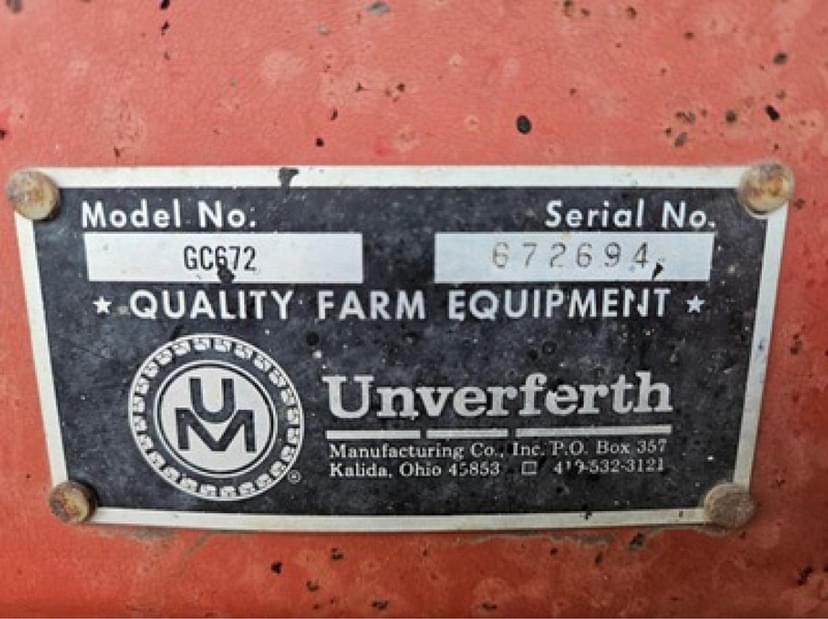 Model No: Serial No.
GC672 672694
★ QUALITY FARM EQUIPMENT ★
UM
Unverferth
Manufacturing Co., Inc. P.O. Box 357
Kalida, Ohio 45853 □ 419-532-3121